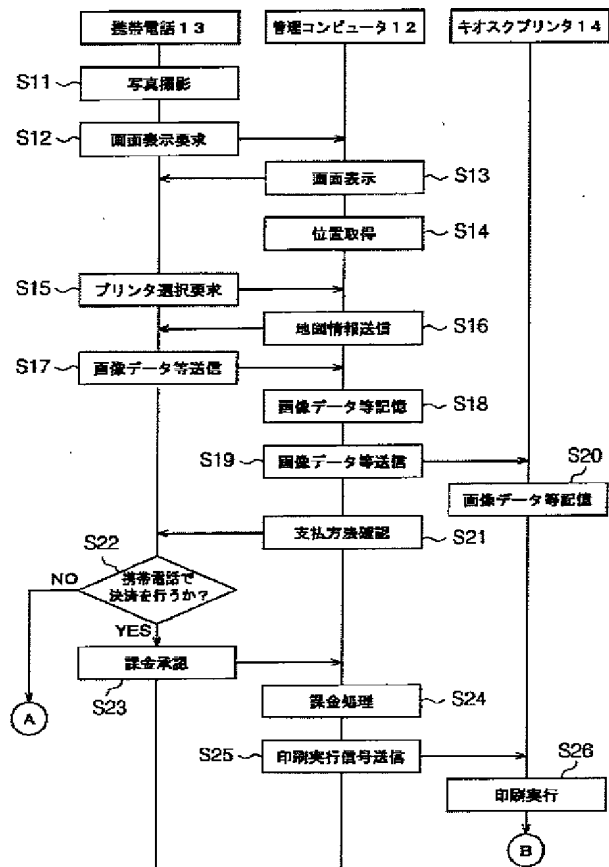 携帯電話13
管理コンピュータ12
キオスクプリンタ14
S11
写真撮影
S12
画面表示要求
画面表示
S13
位置取得
S14
S15
プリンタ選択要求
地図情報送信
S16
S17
画像データ等送信
画像データ等記憶
S18
S19
画像データ等送信
S20
画像データ等記憶
支払方法確認
S21
S22
携帯電話で
決済を行うか?
NO
YES
課金承認
S23
A
課金処理
S24
S25
印刷実行信号送信
S26
印刷実行
B